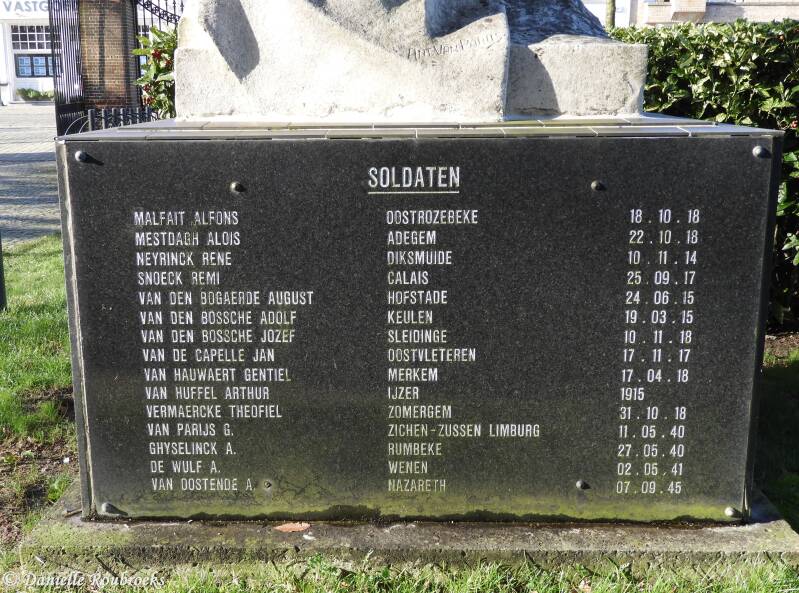 VASTG
SOLDATEN
MALFAIT ALFONS OOSTROZEBEKE 18.10.18
MESTDAGH ALOIS ADEGEM 22.10.18
NEYRINCK RENE DIKSMUIDE 10.11.14
SNOECK REMI CALAIS 25.09.17
VAN DEN BOGAERDE AUGUST HOFSTADE 24.06.15
VAN DEN BOSSCHE ADOLF KEULEN 19.03.15
VAN DEN BOSSCHE JOZEF SLEIDINGE 10.11.18
VAN DE CAPELLE JAN OOSTVLETEREN 17.11.17
VAN HAUWAERT GENTIEL MERKEM 17.04.18
VAN HUFFEL ARTHUR IJZER 1915
VERMAERCKE THEOFIEL ZOMERGEM 31.10.18
VAN PARIJS G. ZICHEN-ZUSSEN LIMBURG 11.05.40
GHYSELINCK A. RUMBEKE 27.05.40
DE WULF A. WENEN 02.05.41
VAN OOSTENDE A. NAZARETH 07.09.45
© Danielle Roubroeks